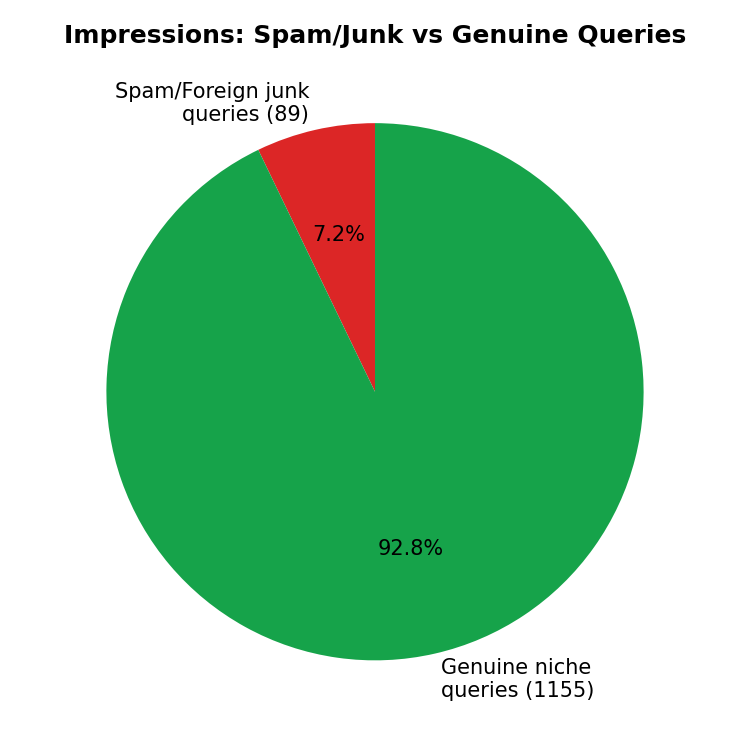 Impressions: Spam/Junk vs Genuine Queries
Spam/Foreign junk
queries (89)
7.2%
92.8%
Genuine niche
queries (1155)